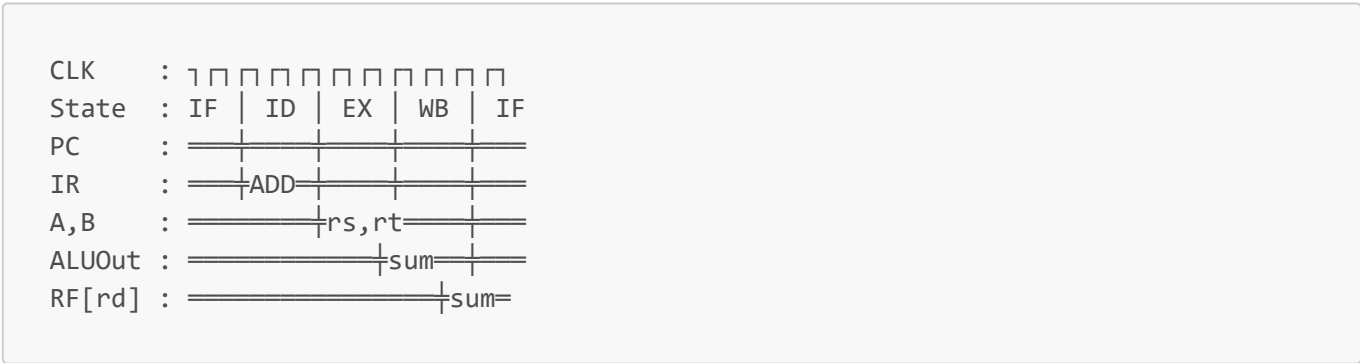 CLK    : ┐┌┐┌┐┌┐┌┐┌┐┌┐┌┐┌┐┌┐┌┐
State  : IF │ ID │ EX │ WB │ IF
PC     : ═══╪════╪════╪════╪═══
IR     : ═══╪ADD═╪════╪════╪═══
A,B    : ════════╪rs,rt════╪═══
ALUOut : ════════════╪sum══╪═══
RF[rd] : ════════════════╪sum═